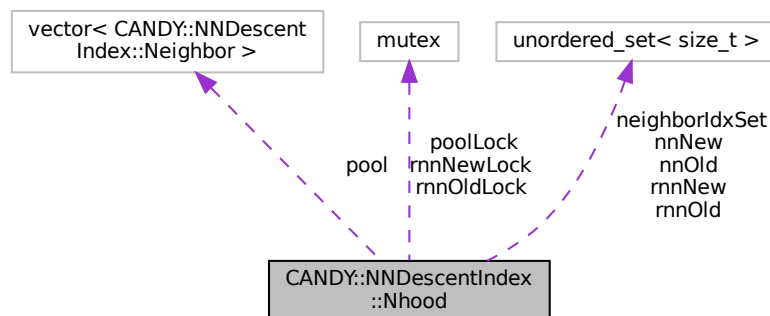 vector< CANDY::NNDescent
Index::Neighbor >
mutex
unordered_set< size_t >
pool
poolLock
rnnNewLock
rnnOldLock
neighborIdxSet
nnNew
nnOld
rnnNew
rnnOld
CANDY::NNDescentIndex
::Nhood